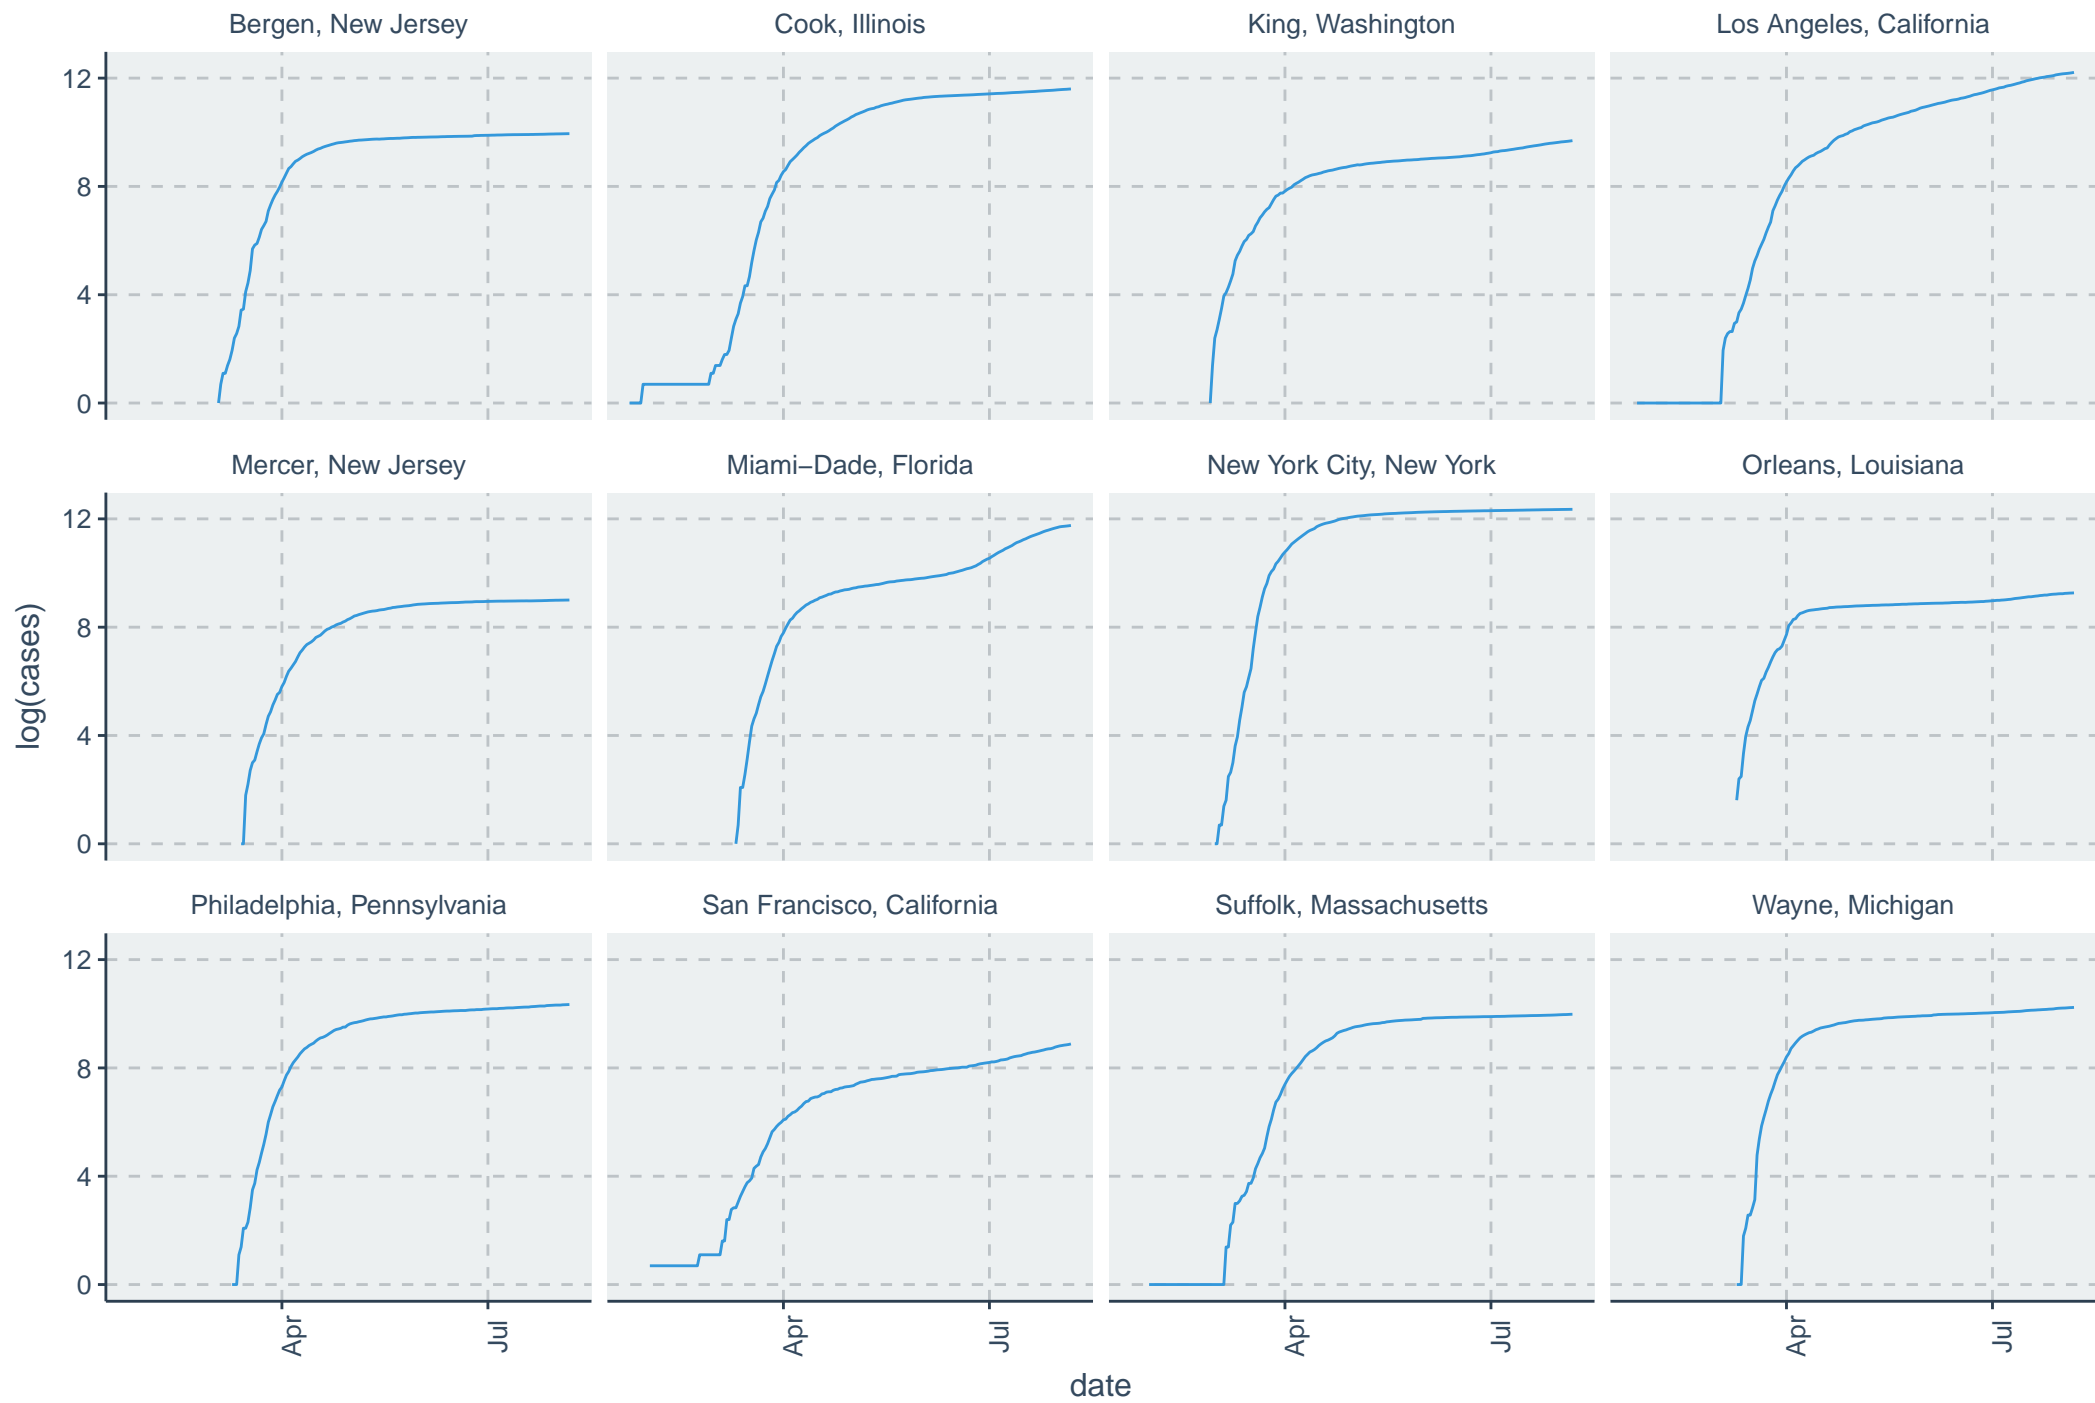 Bergen, New Jersey
Cook, Illinois
King, Washington
Los Angeles, California
12
8
4
0
Mercer, New Jersey
Miami−Dade, Florida
New York City, New York
Orleans, Louisiana
12
8
4
0
log(cases)
Philadelphia, Pennsylvania
San Francisco, California
Suffolk, Massachusetts
Wayne, Michigan
12
8
4
0
Apr
Jul
Apr
Jul
Apr
Jul
Apr
Jul
date